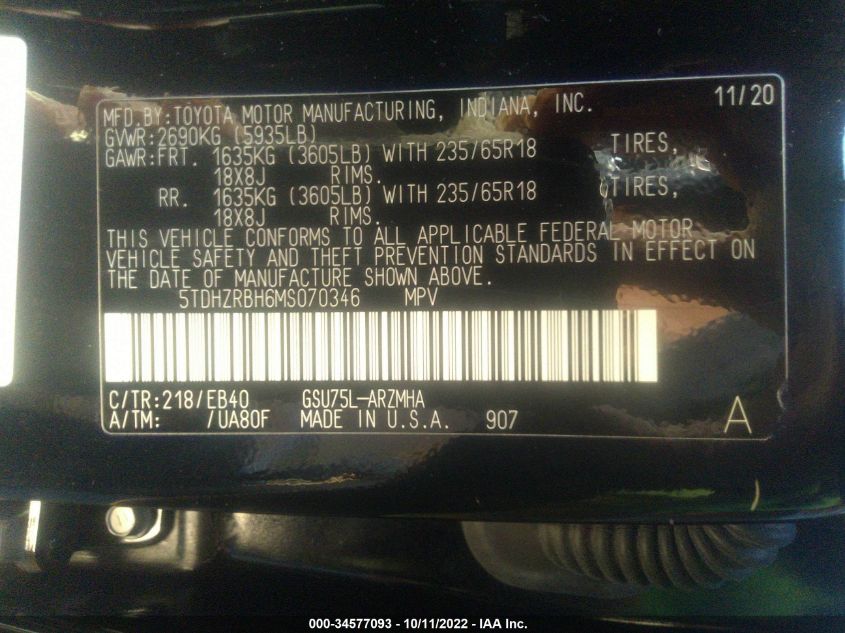 MFD.BY:TOYOTA MOTOR MANUFACTURING, INDIANA, INC. 11/20
GVWR:2690KG (5935LB)
GAWR:FRT. 1635KG (3605LB) WITH 235/65R18 TIRES,
18X8J RIMS.
RR. 1635KG (3605LB) WITH 235/65R18 TIRES,
18X8J RIMS.
THIS VEHICLE CONFORMS TO ALL APPLICABLE FEDERAL MOTOR
VEHICLE SAFETY AND THEFT PREVENTION STANDARDS IN EFFECT ON
THE DATE OF MANUFACTURE SHOWN ABOVE.
5TDHZRBH6MS070346 MPV
C/TR:218/EB40 GSU75L-ARZMHA
A/TM: /UA80F MADE IN U.S.A. 907 A
000-34577093 - 10/11/2022 - IAA Inc.